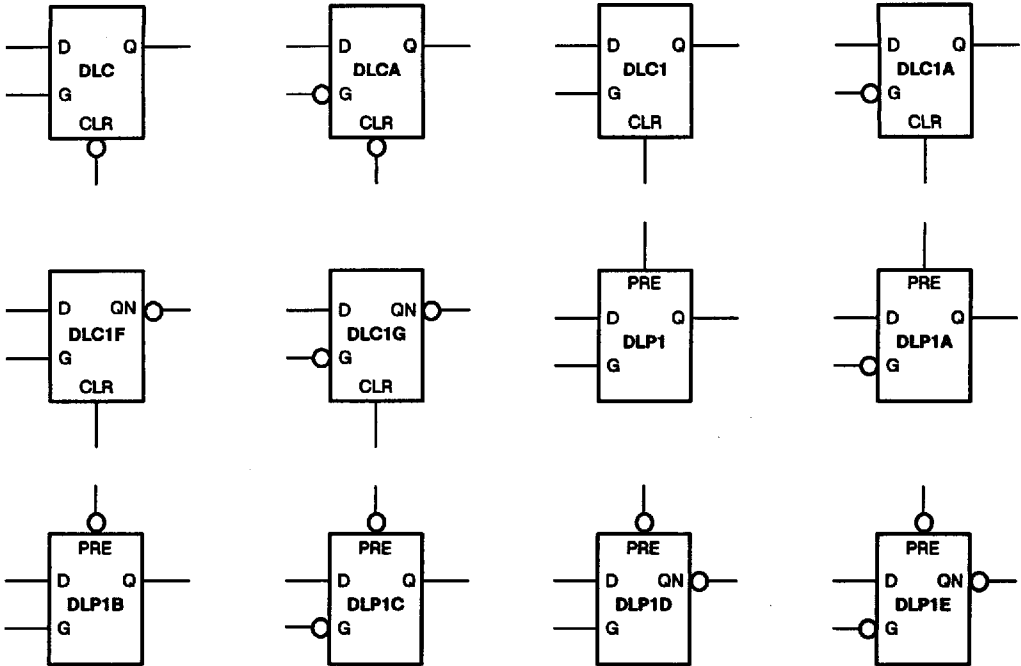 D Q
DLC
G
CLR
D Q
DLCA
G
CLR
D Q
DLC1
G
CLR
D Q
DLC1A
G
CLR
D QN
DLC1F
G
CLR
D QN
DLC1G
G
CLR
PRE
D Q
DLP1
G
PRE
D Q
DLP1A
G
PRE
D Q
DLP1B
G
PRE
D Q
DLP1C
G
PRE
D QN
DLP1D
G
PRE
D QN
DLP1E
G